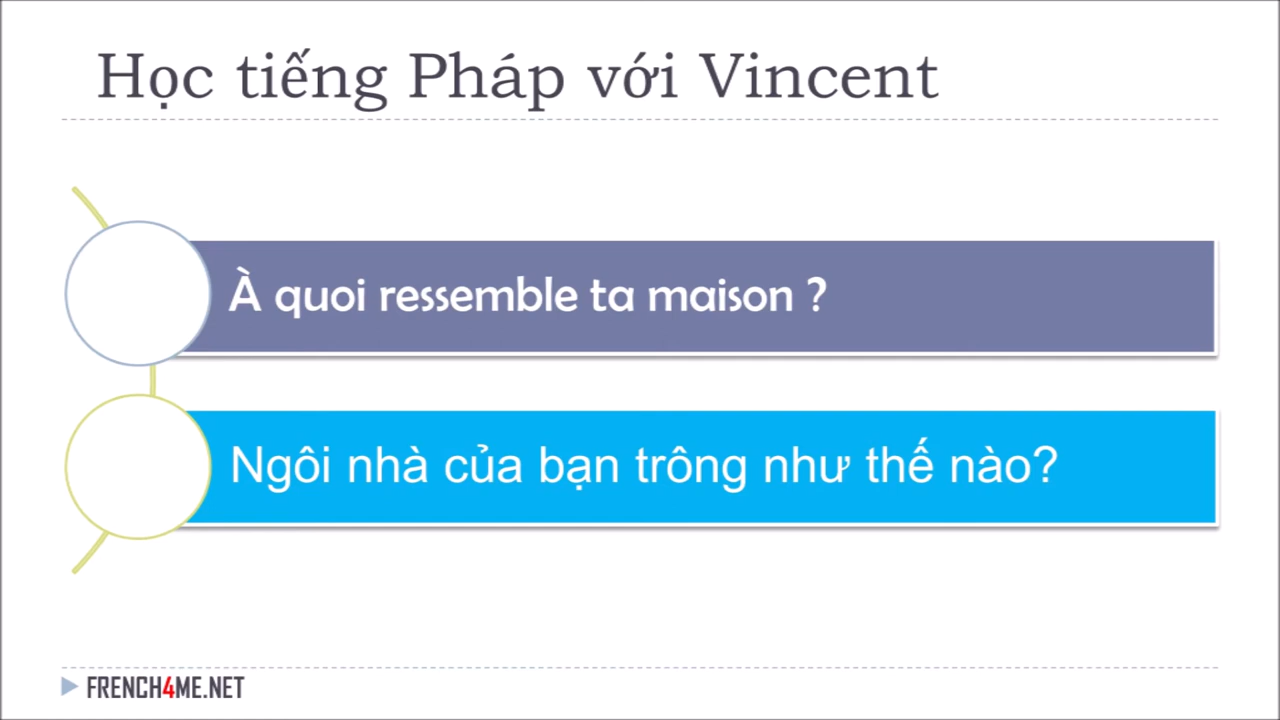 Học tiếng Pháp với Vincent
À quoi ressemble ta maison ?
Ngôi nhà của bạn trông như thế nào?
FRENCH4ME.NET